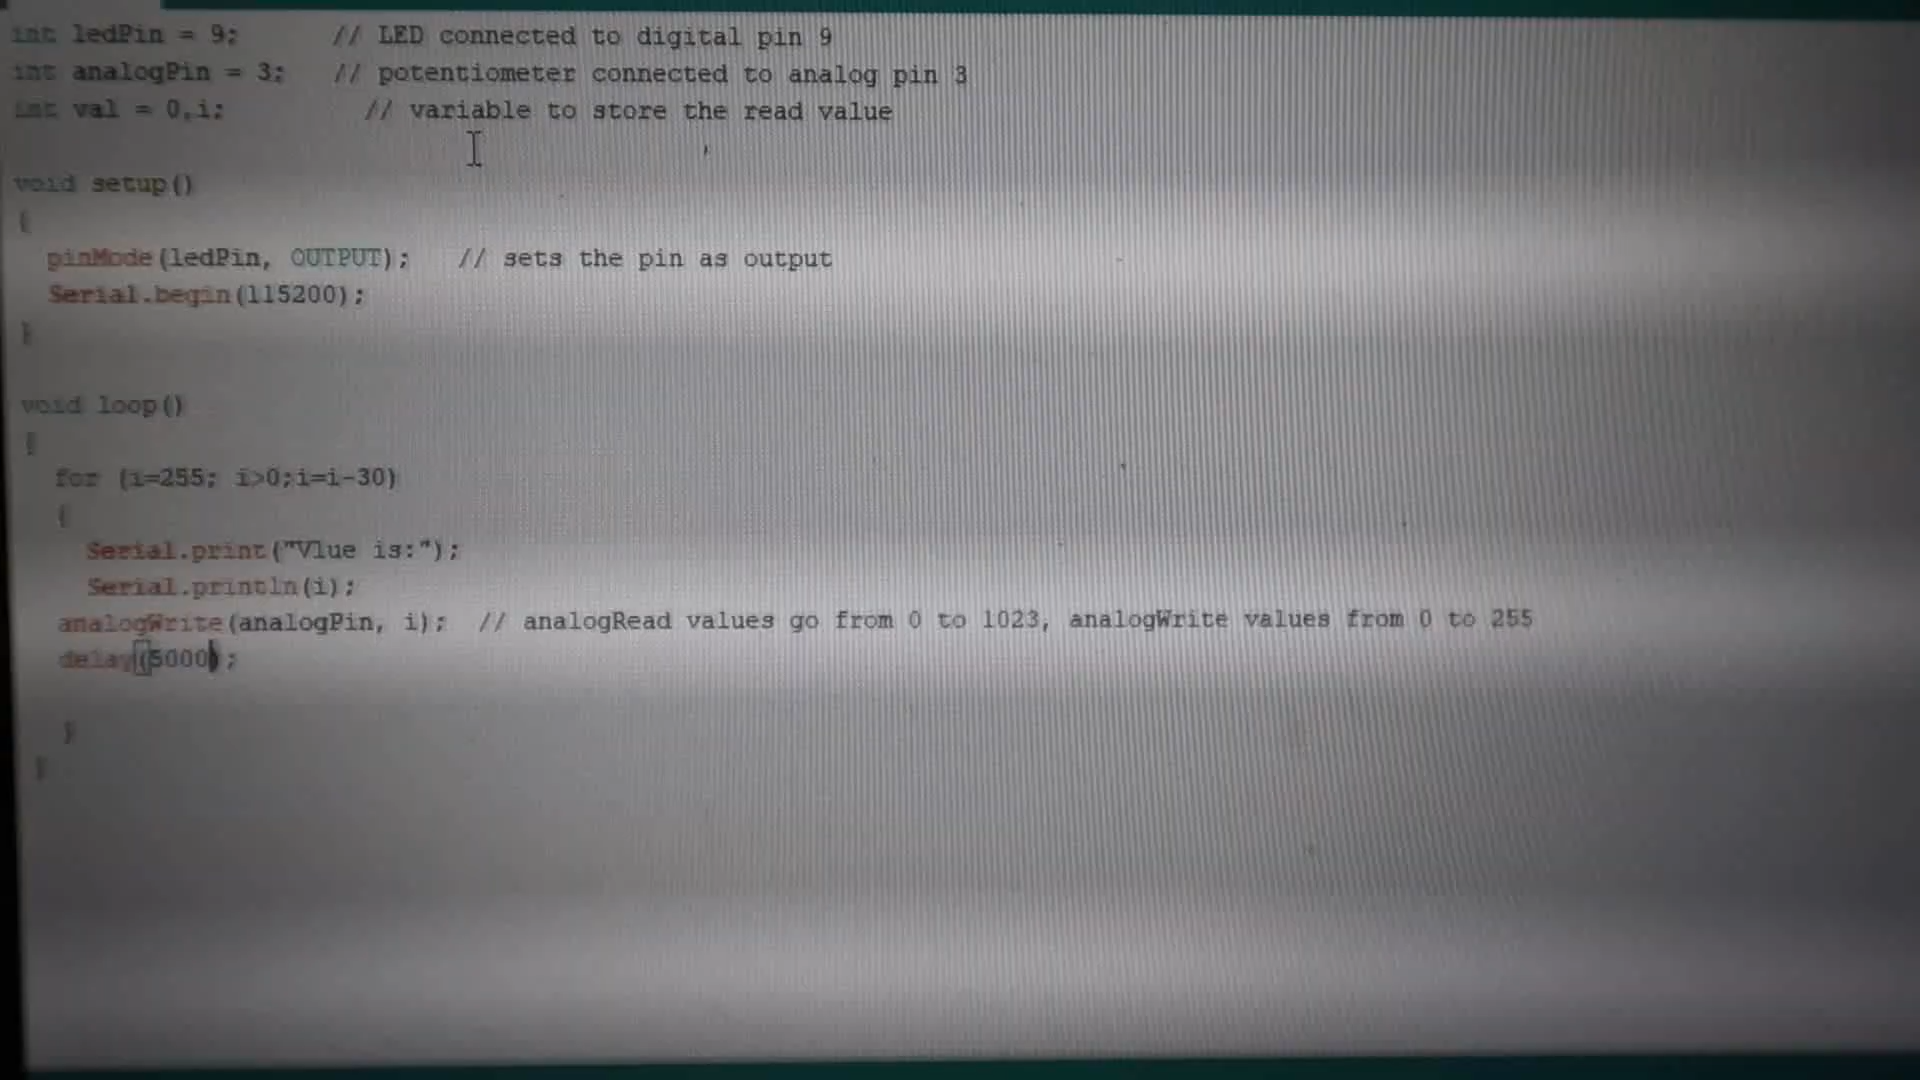 int ledPin = 9;      // LED connected to digital pin 9
int analogPin = 3;   // potentiometer connected to analog pin 3
int val = 0,i;         // variable to store the read value
void setup()
{
pinMode(ledPin, OUTPUT);   // sets the pin as output
Serial.begin(115200);
}
void loop()
{
for (i=255; i>0;i=i-30)
{
Serial.print("Vlue is:");
Serial.println(i);
analogWrite(analogPin, i);  // analogRead values go from 0 to 1023, analogWrite values from 0 to 255
delay(5000);
}
}